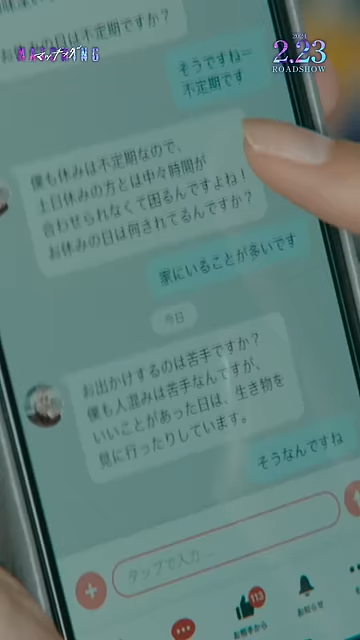 お休みの日は不定期ですか？
マッチング
2024
2.23
ROADSHOW
そうですねー
不定期です
僕も休みは不定期なので、
土日休みの方とは中々時間が
合わせられなくて困るんですよね！
お休みの日は何されてるんですか？
家にいることが多いです
今日
お出かけするのは苦手ですか？
僕も人混みは苦手なんですが、
いいことがあった日は、生き物を
見に行ったりしています。
そうなんですね
タップで入力...
113
お相手から
お知らせ